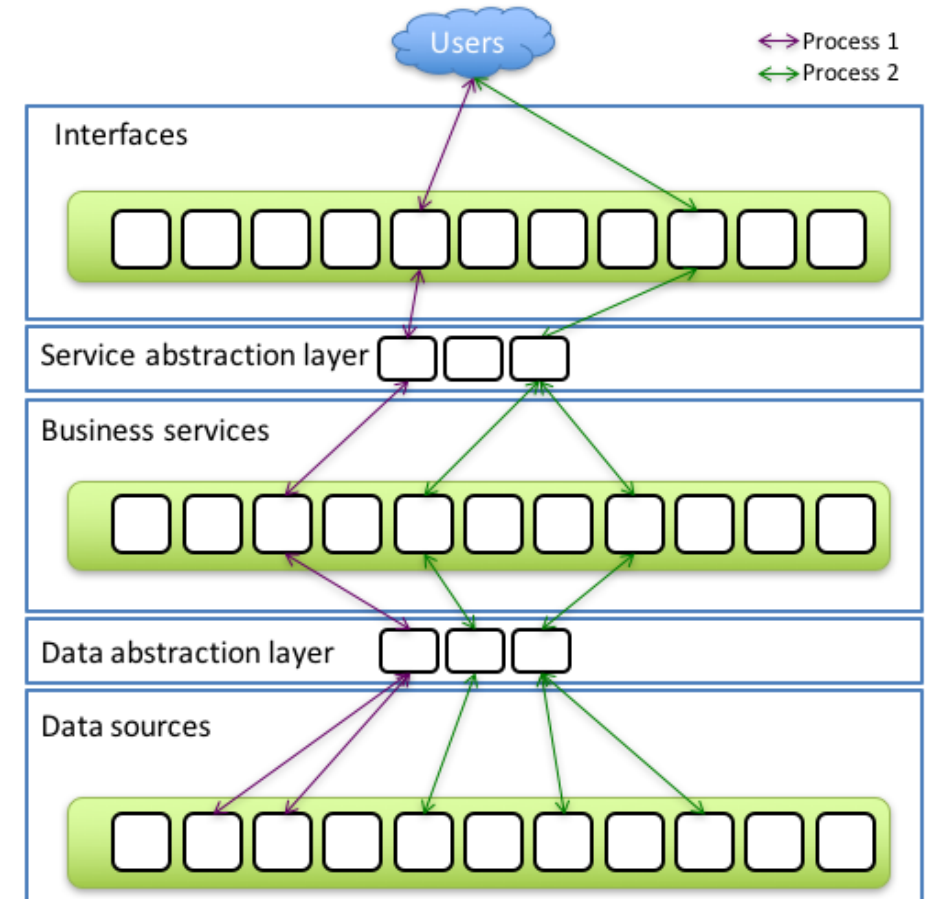 Users
Process 1
Process 2
Interfaces
Service abstraction layer
Business services
Data abstraction layer
Data sources